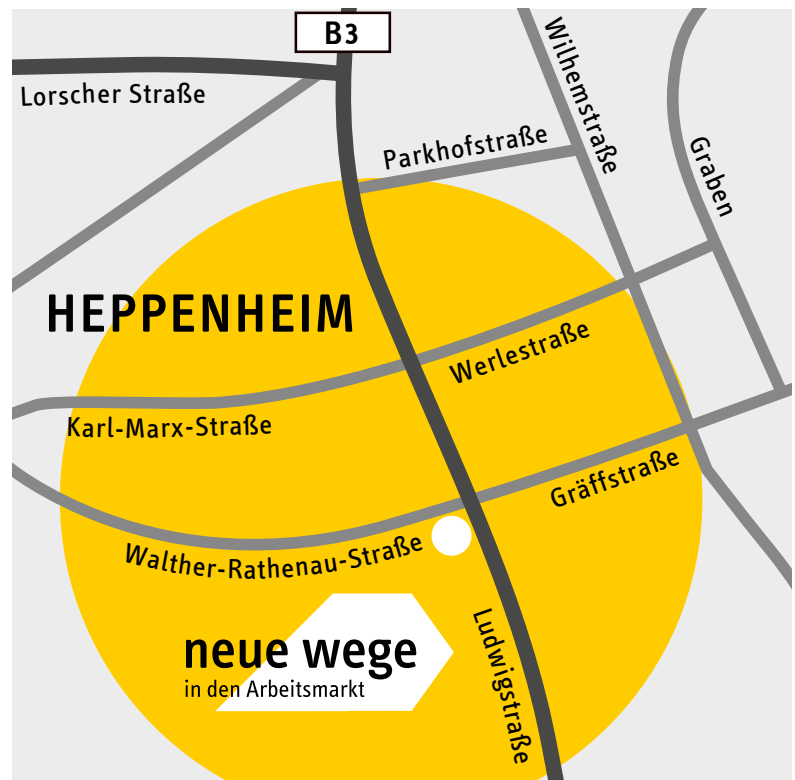 B3
Lorscher Straße
Wilhemstraße
Parkhofstraße
Graben
HEPPENHEIM
Werlestraße
Karl-Marx-Straße
Gräffstraße
Walther-Rathenau-Straße
neue wege
in den Arbeitsmarkt
Ludwigstraße